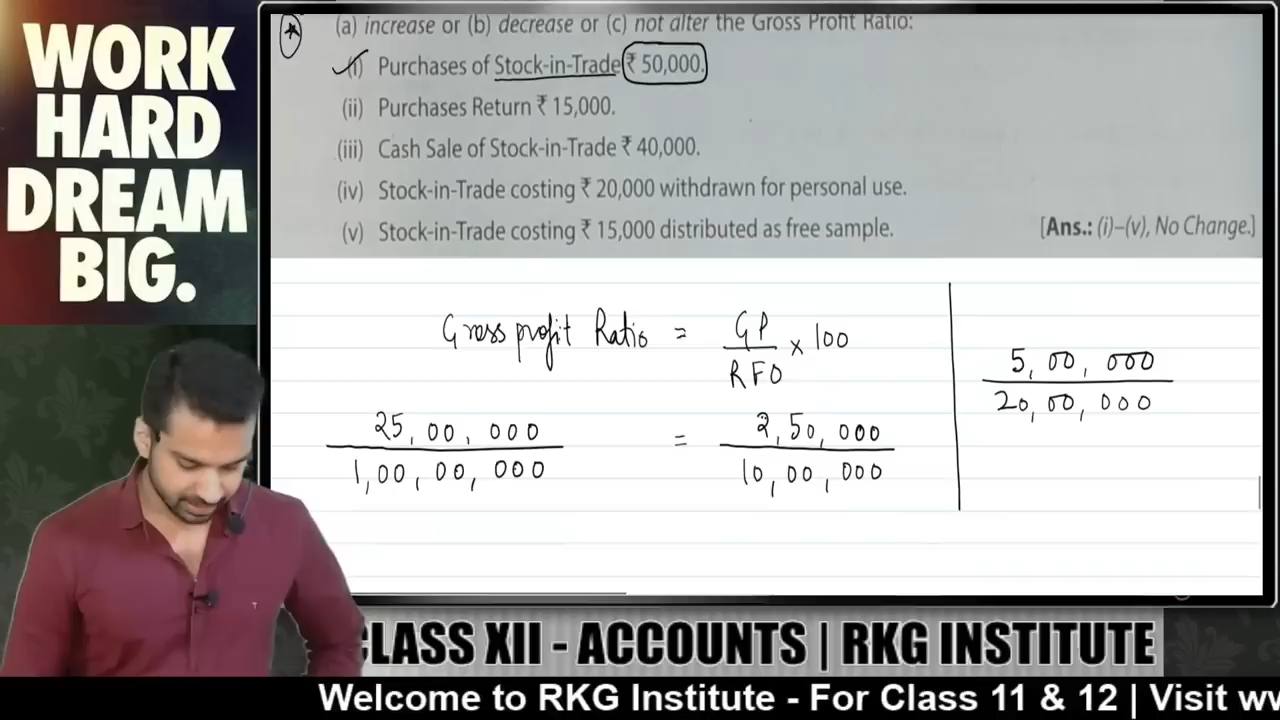 WORK
HARD
DREAM
BIG.
(a) increase or (b) decrease or (c) not alter the Gross Profit Ratio:
(i) Purchases of Stock-in-Trade ₹ 50,000.
(ii) Purchases Return ₹ 15,000.
(iii) Cash Sale of Stock-in-Trade ₹ 40,000.
(iv) Stock-in-Trade costing ₹ 20,000 withdrawn for personal use.
(v) Stock-in-Trade costing ₹ 15,000 distributed as free sample. [Ans.: (i)–(v), No Change.]
Gross profit Ratio = GP / RFO × 100
25,00,000 / 1,00,00,000 = 2,50,000 / 10,00,000
5,00,000 / 20,00,000
CLASS XII - ACCOUNTS | RKG INSTITUTE
Welcome to RKG Institute - For Class 11 & 12 | Visit